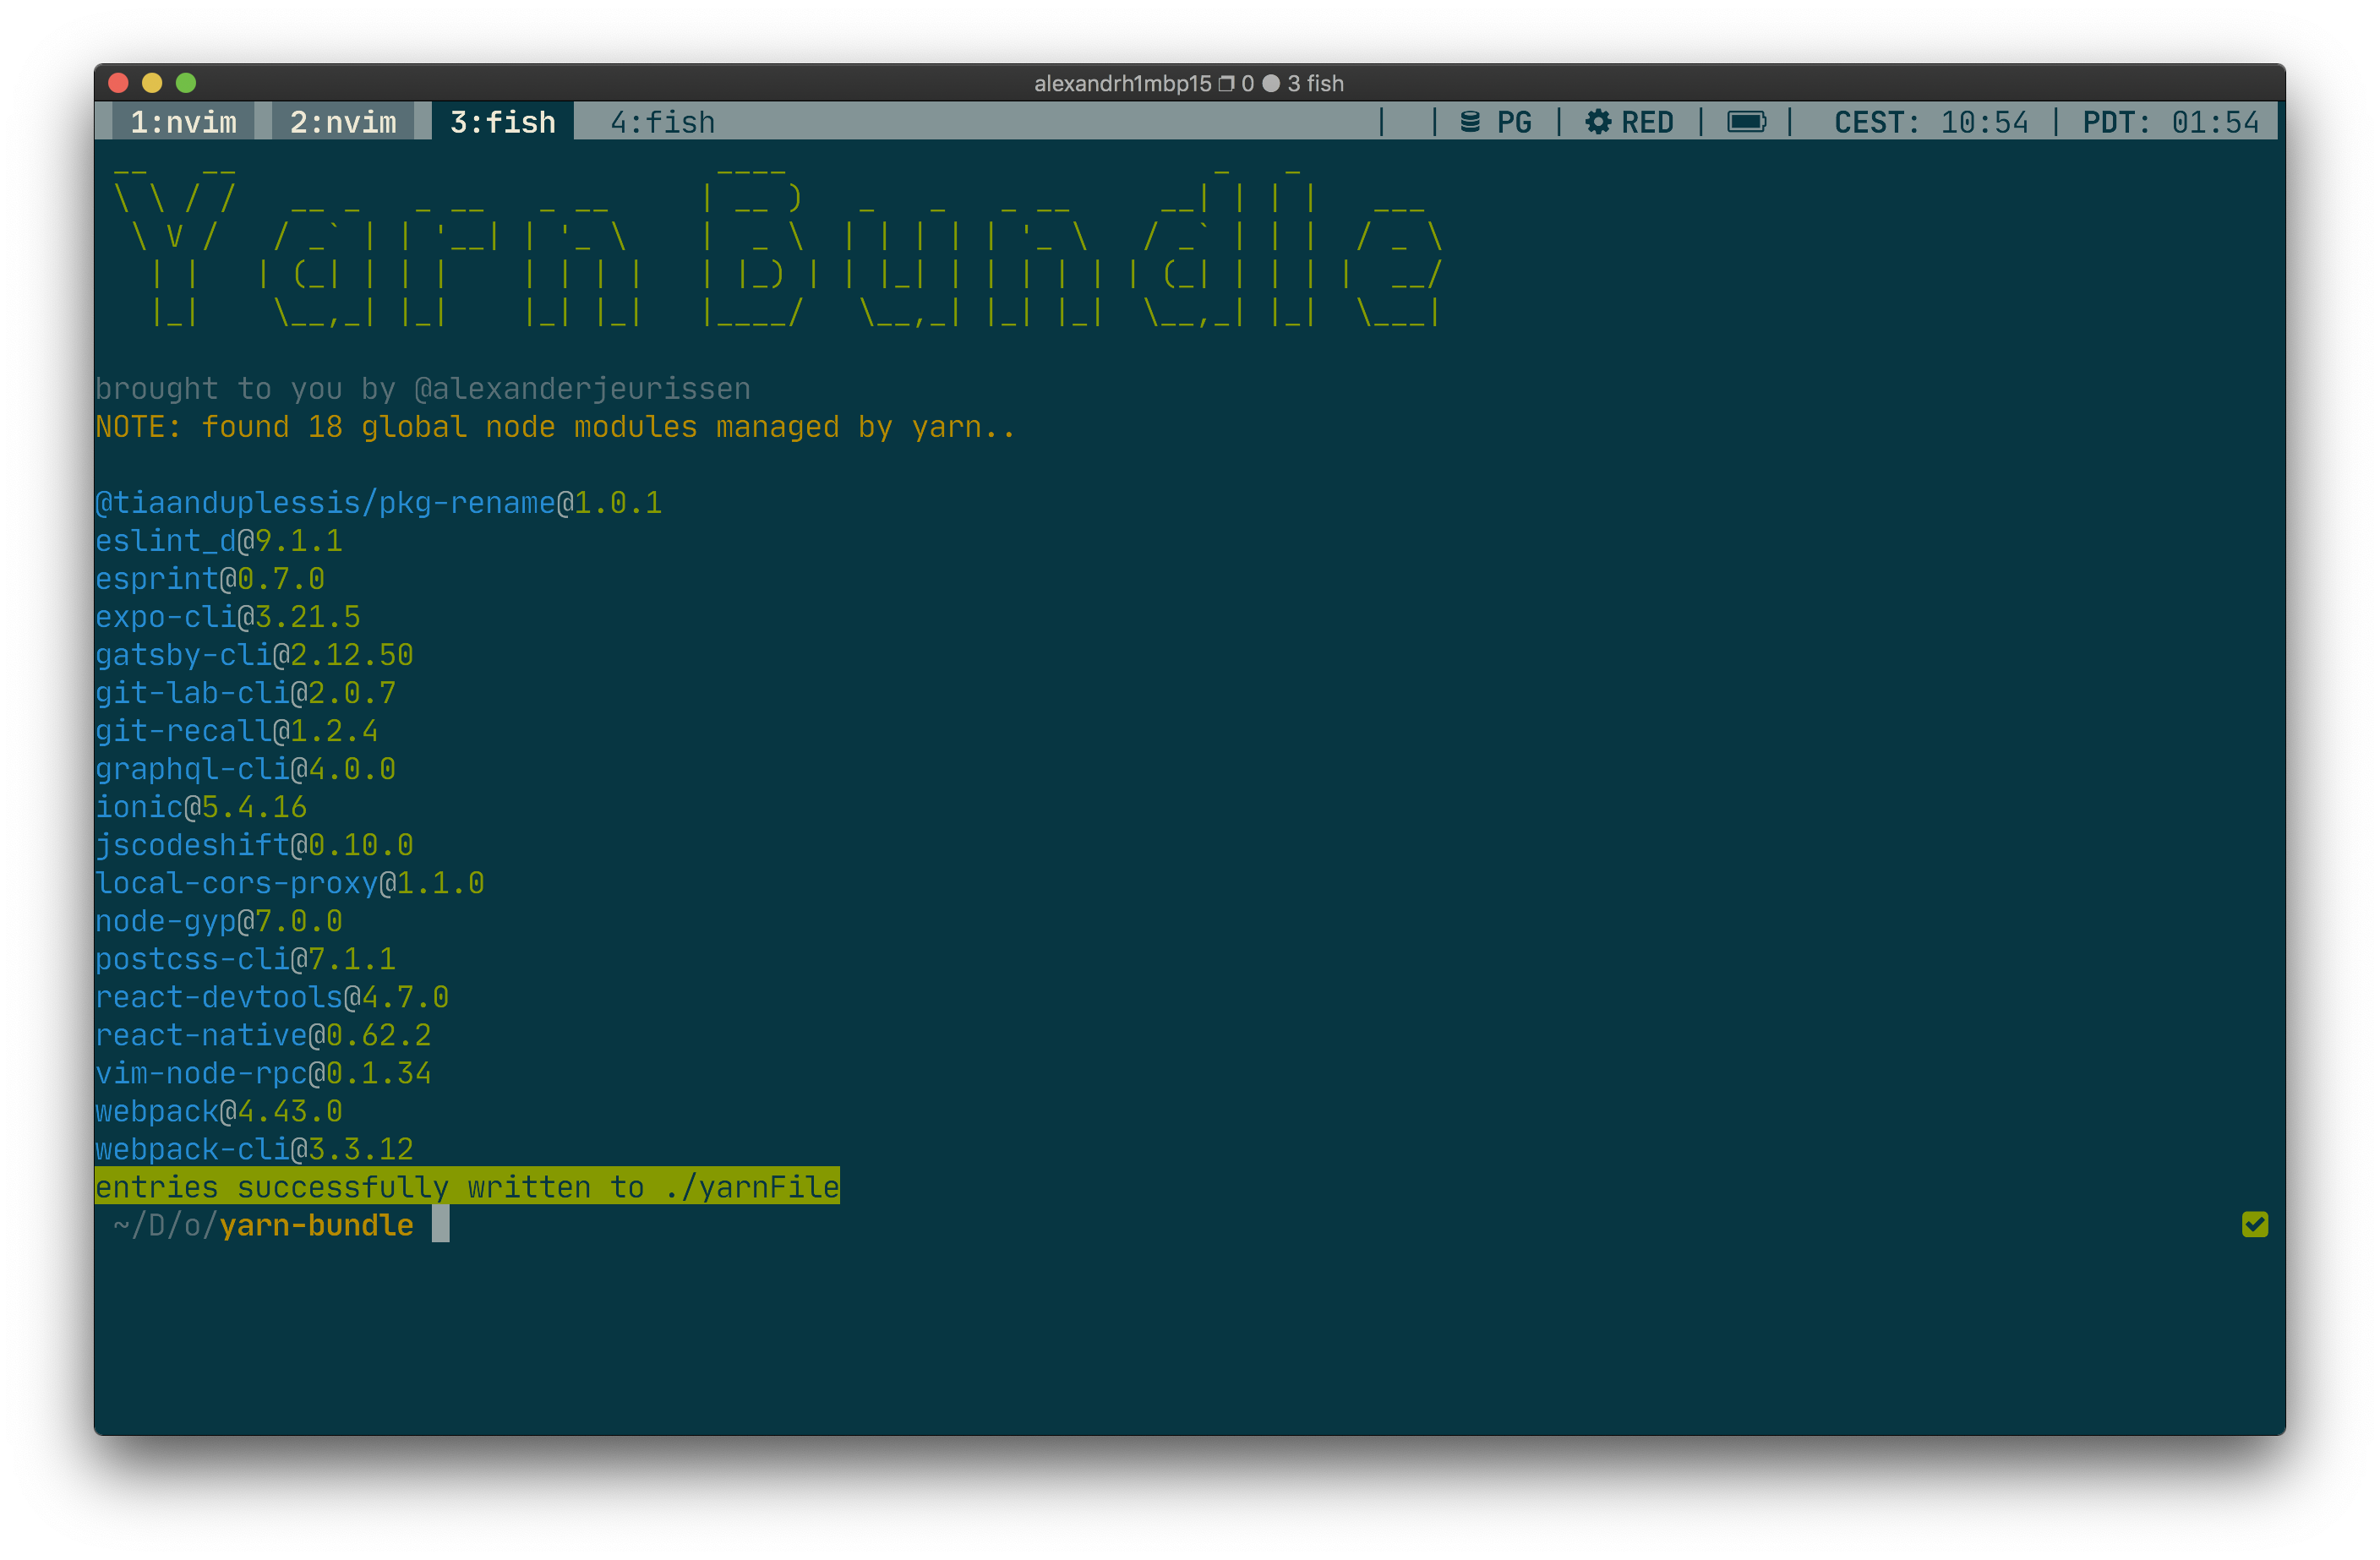 alexandrh1mbp15 0 3 fish
1:nvim 2:nvim 3:fish 4:fish | | PG | RED | | CEST: 10:54 | PDT: 01:54
Yarn Bundle
brought to you by @alexanderjeurissen
NOTE: found 18 global node modules managed by yarn..
@tiaanduplessis/pkg-rename@1.0.1
eslint_d@9.1.1
esprint@0.7.0
expo-cli@3.21.5
gatsby-cli@2.12.50
git-lab-cli@2.0.7
git-recall@1.2.4
graphql-cli@4.0.0
ionic@5.4.16
jscodeshift@0.10.0
local-cors-proxy@1.1.0
node-gyp@7.0.0
postcss-cli@7.1.1
react-devtools@4.7.0
react-native@0.62.2
vim-node-rpc@0.1.34
webpack@4.43.0
webpack-cli@3.3.12
entries successfully written to ./yarnFile
~/D/o/yarn-bundle